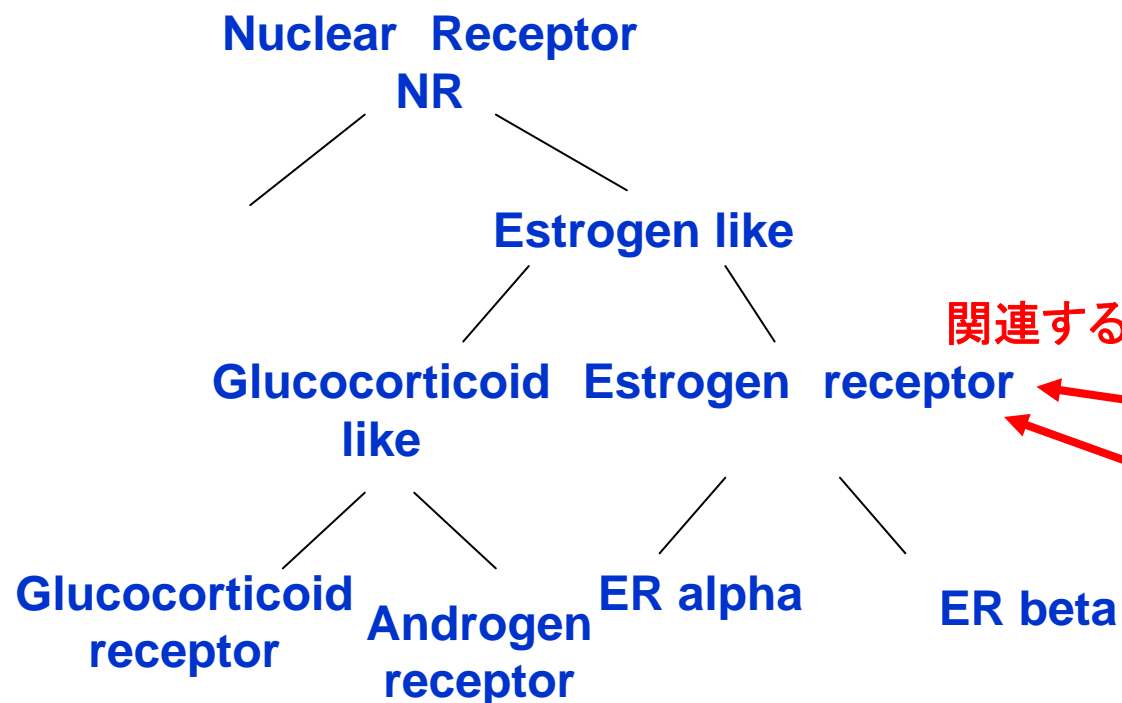 Nuclear Receptor
NR
Estrogen like
関連する
Glucocorticoid
like
Estrogen receptor
Glucocorticoid
receptor
Androgen
receptor
ER alpha
ER beta